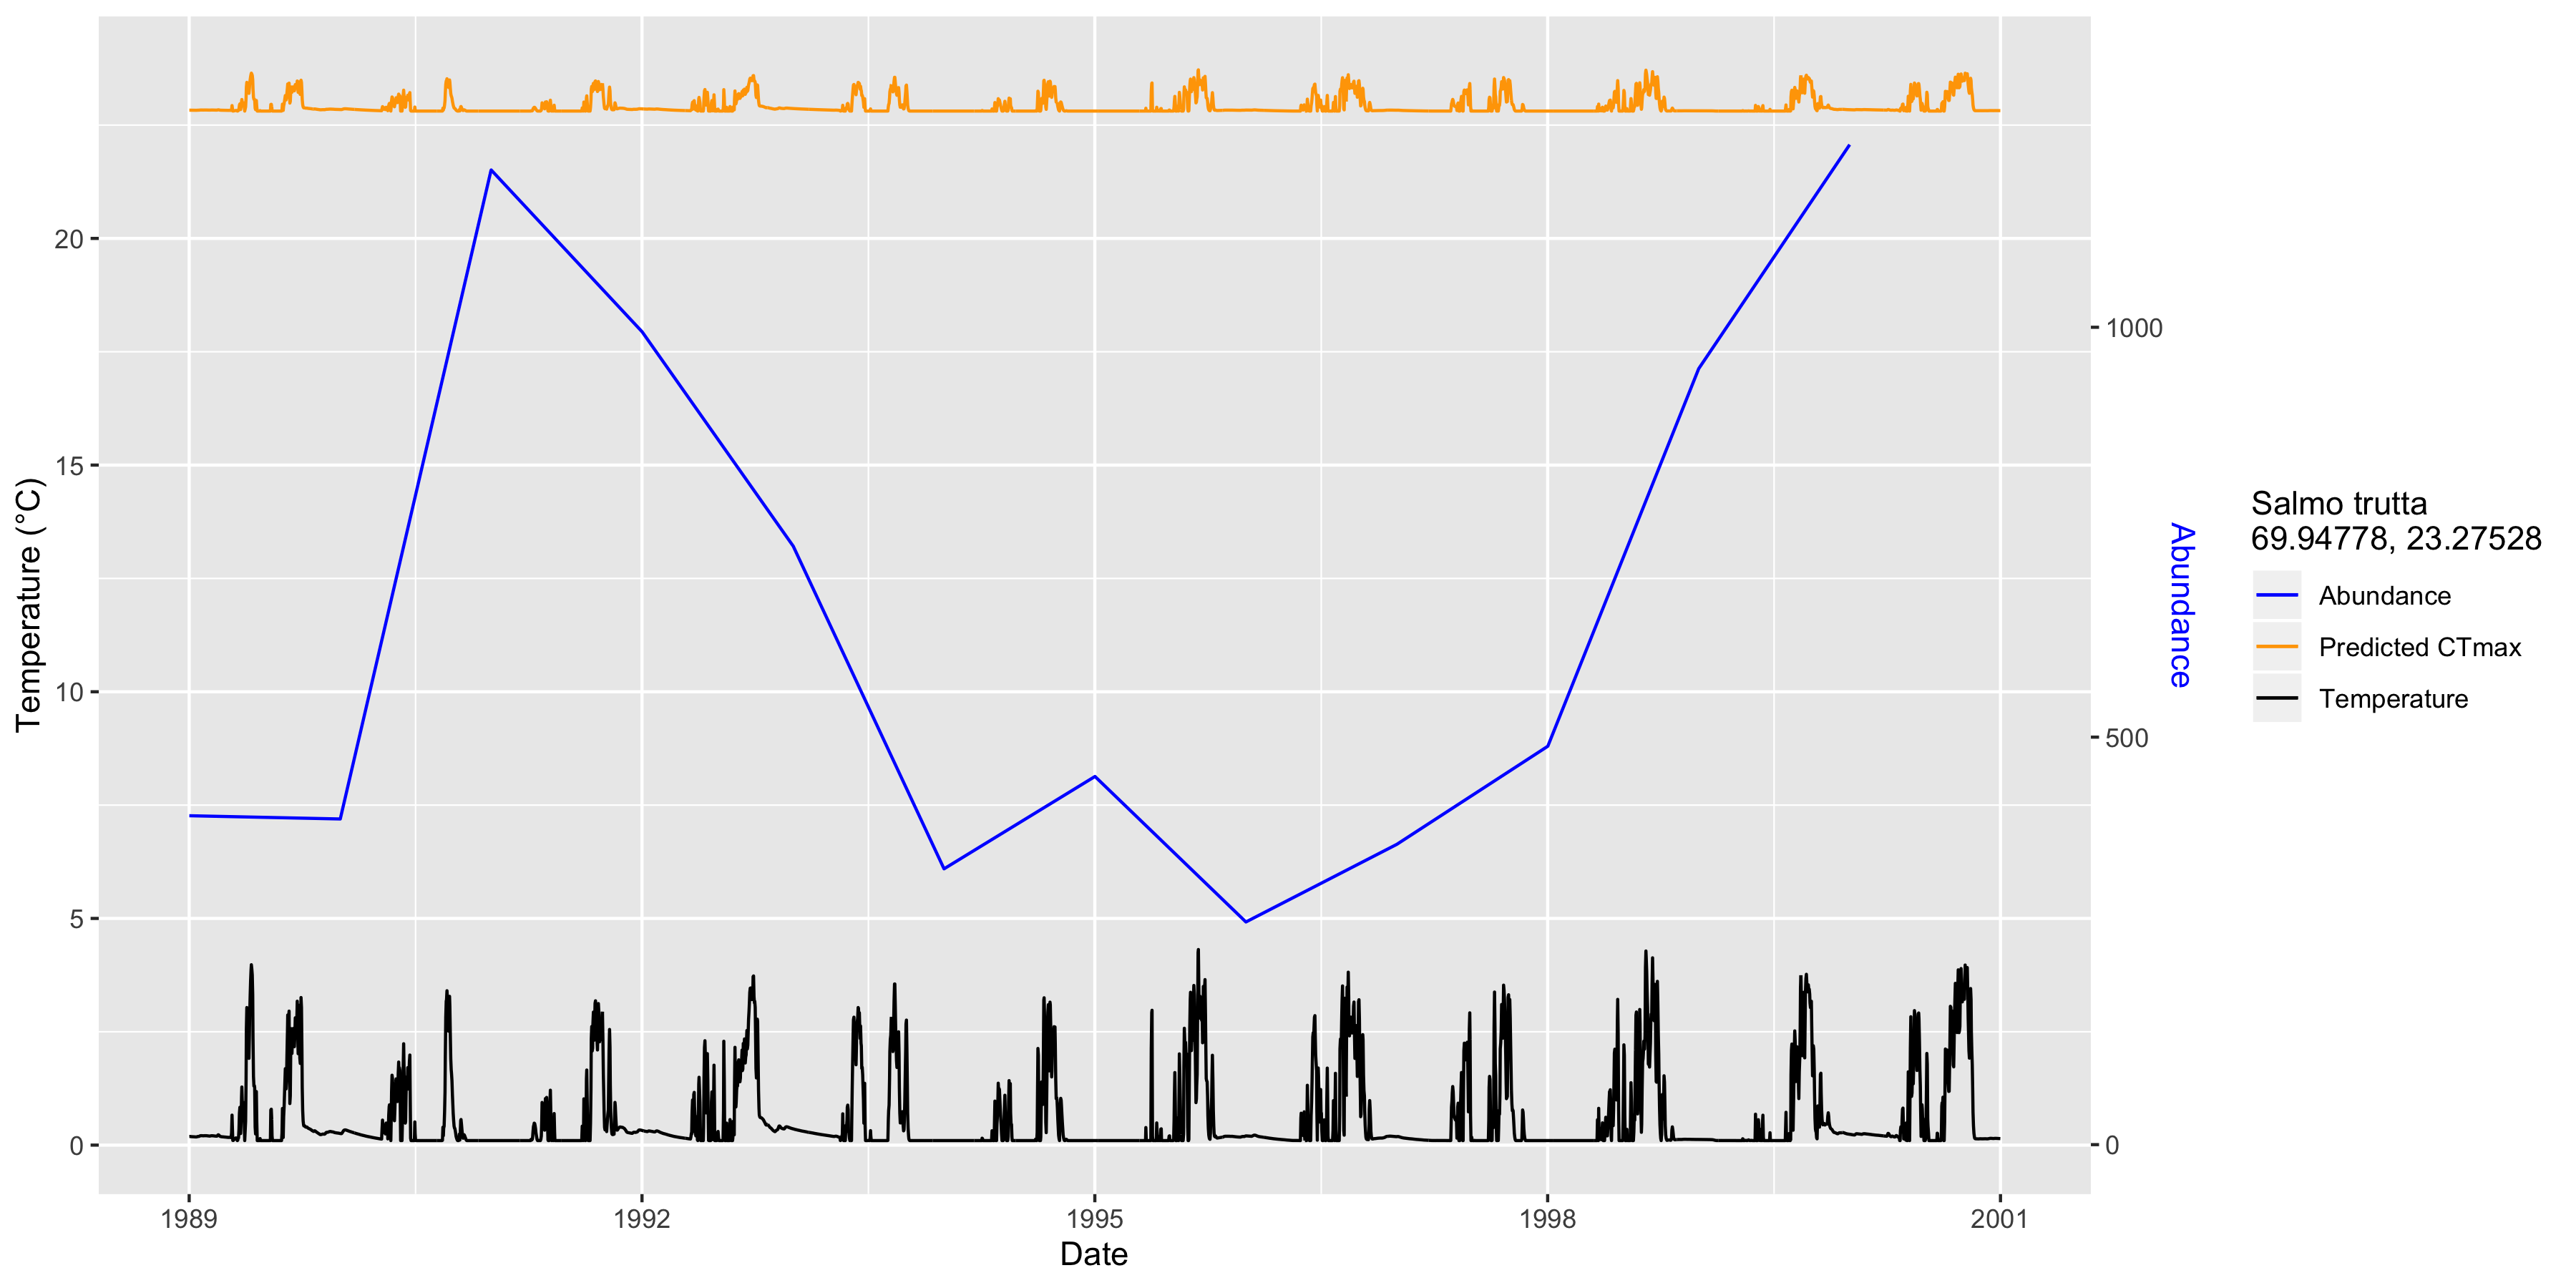 Temperature (°C)
20
15
10
5
0
1989
1992
1995
1998
2001
Date
1000
500
0
Abundance
Salmo trutta
69.94778, 23.27528
Abundance
Predicted CTmax
Temperature